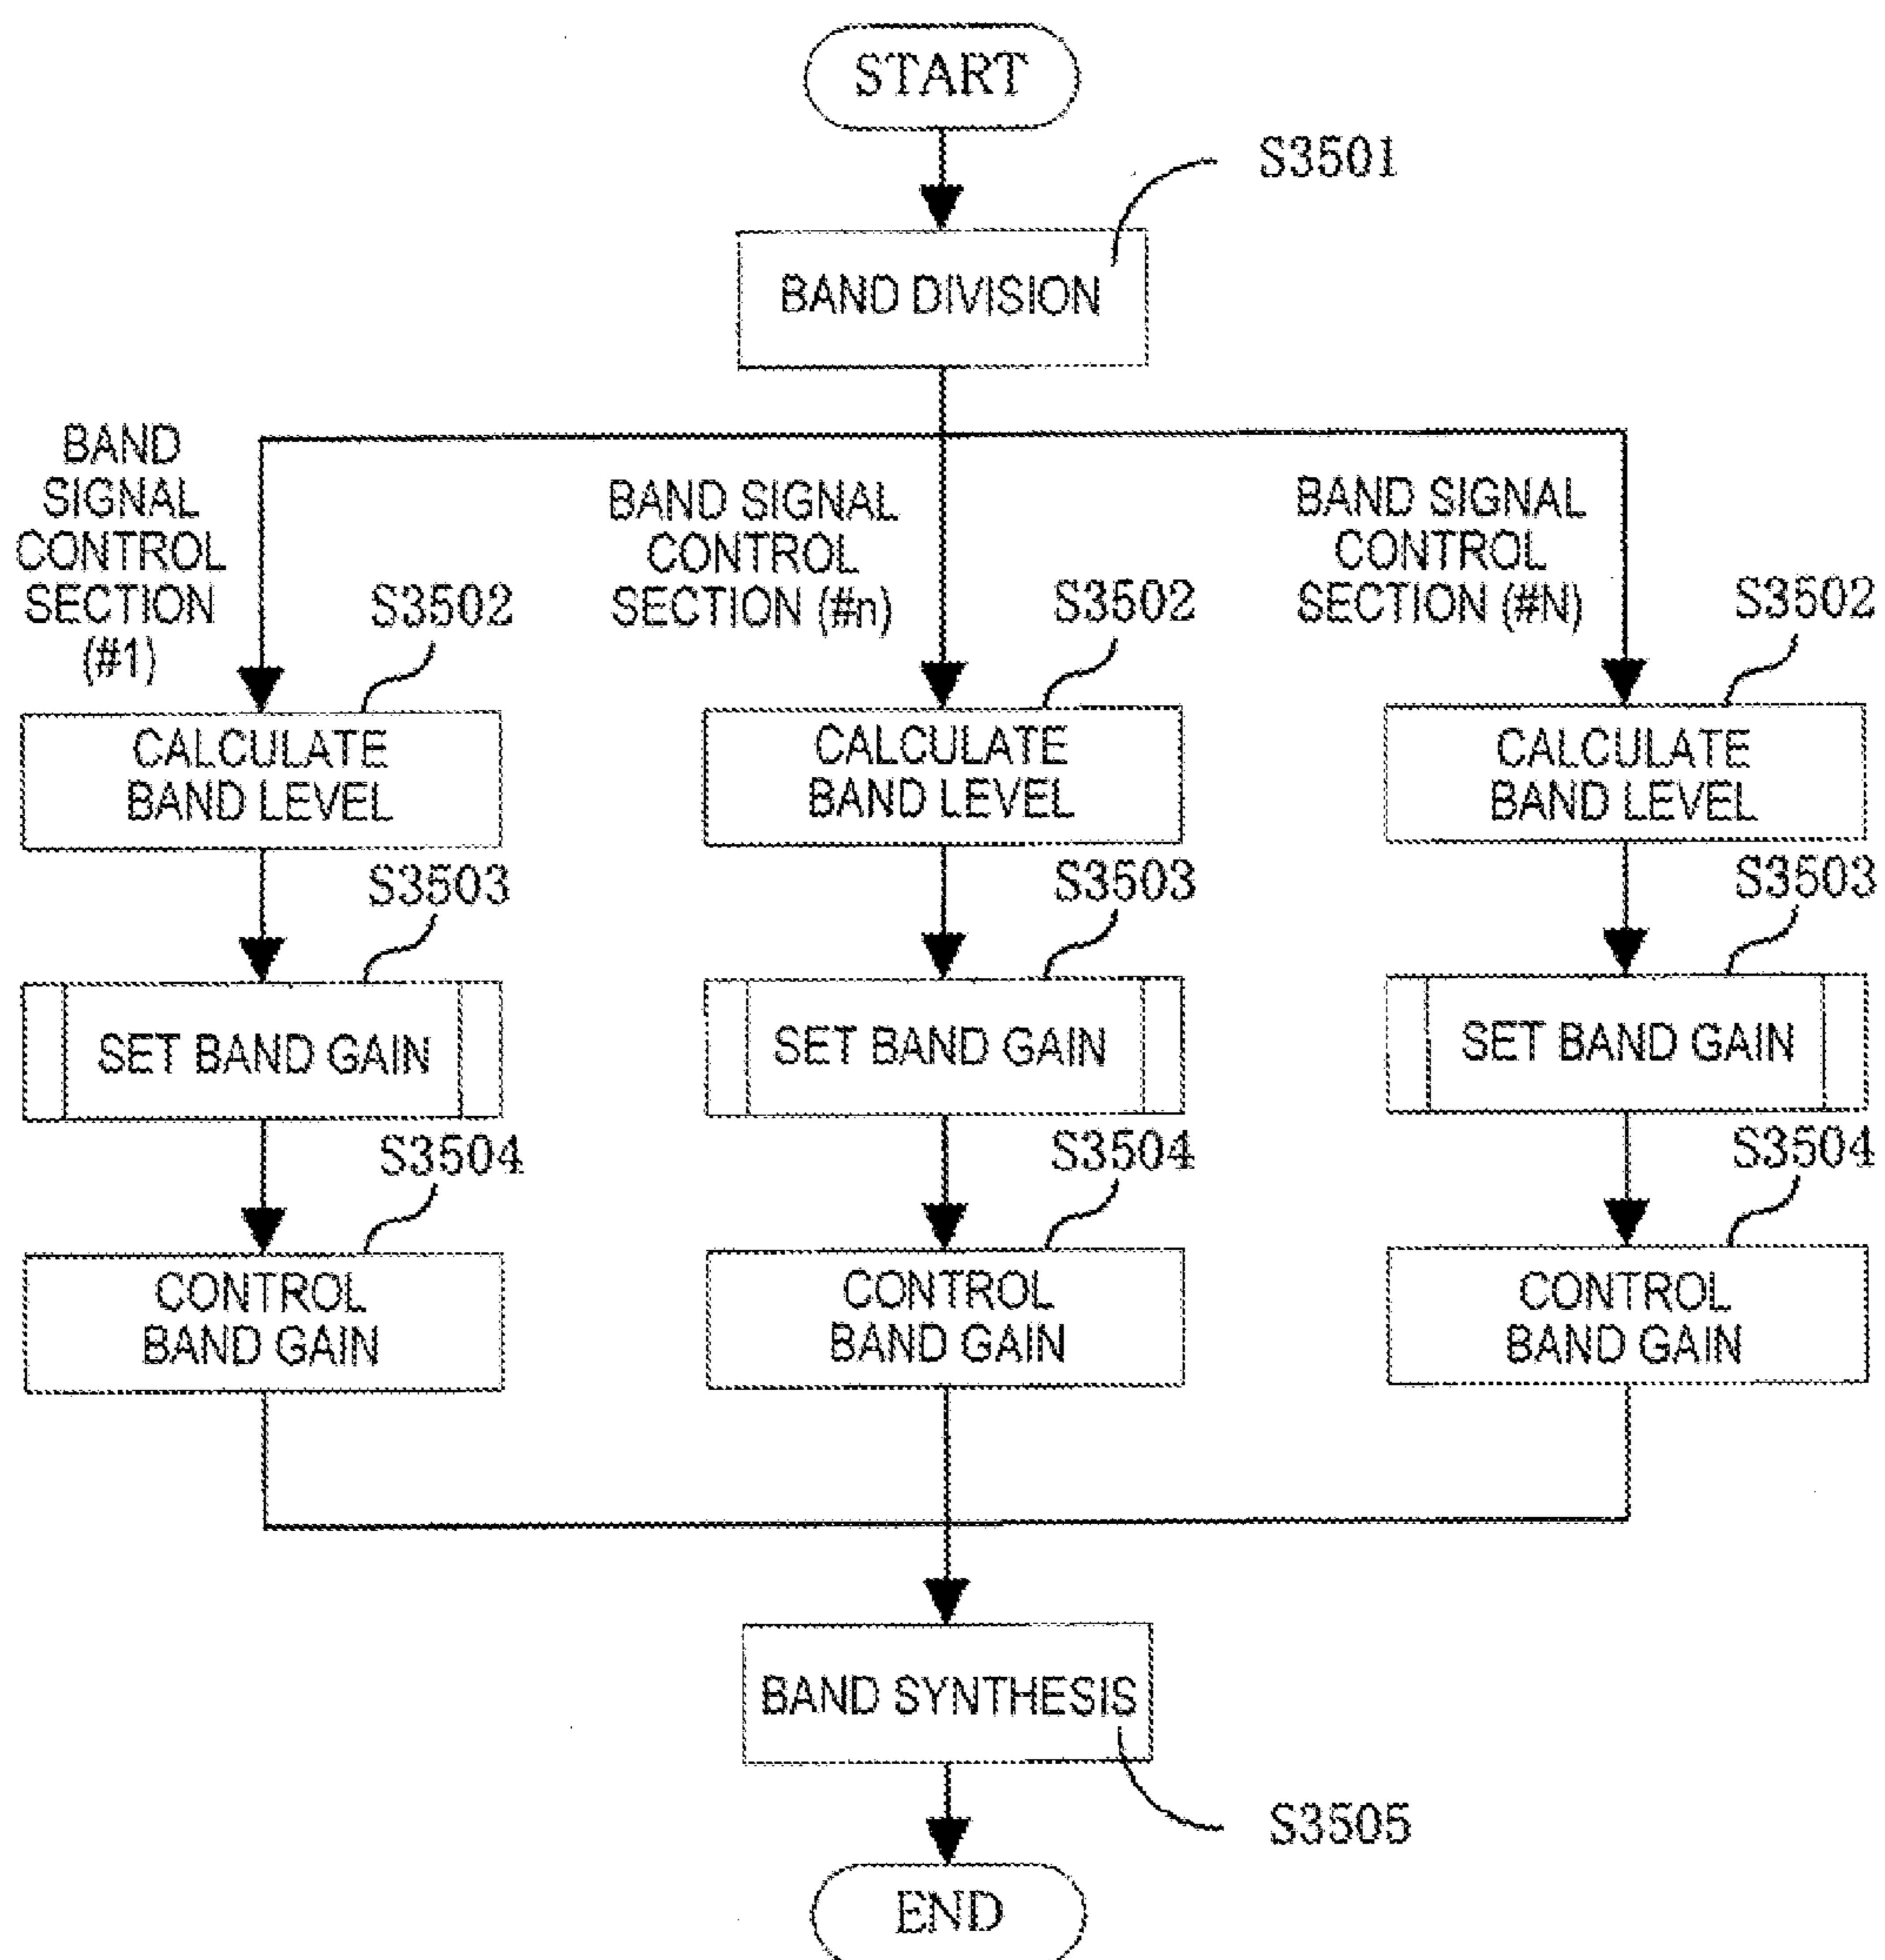 START
S3501
BAND DIVISION
BAND
SIGNAL
CONTROL
SECTION
(#1)
BAND SIGNAL
CONTROL
SECTION (#n)
BAND SIGNAL
CONTROL
SECTION (#N)
S3502
S3502
S3502
CALCULATE
BAND LEVEL
CALCULATE
BAND LEVEL
CALCULATE
BAND LEVEL
S3503
S3503
S3503
SET BAND GAIN
SET BAND GAIN
SET BAND GAIN
S3504
S3504
S3504
CONTROL
BAND GAIN
CONTROL
BAND GAIN
CONTROL
BAND GAIN
BAND SYNTHESIS
S3505
END